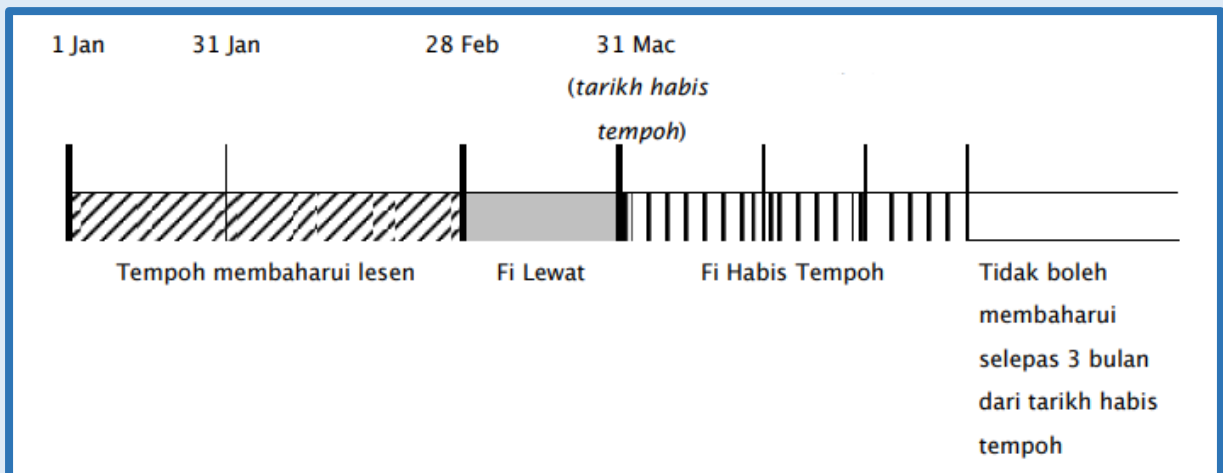 1 Jan
31 Jan
28 Feb
31 Mac
(tarikh habis
tempoh)
Tempoh membaharui lesen
Fi Lewat
Fi Habis Tempoh
Tidak boleh
membaharui
selepas 3 bulan
dari tarikh habis
tempoh